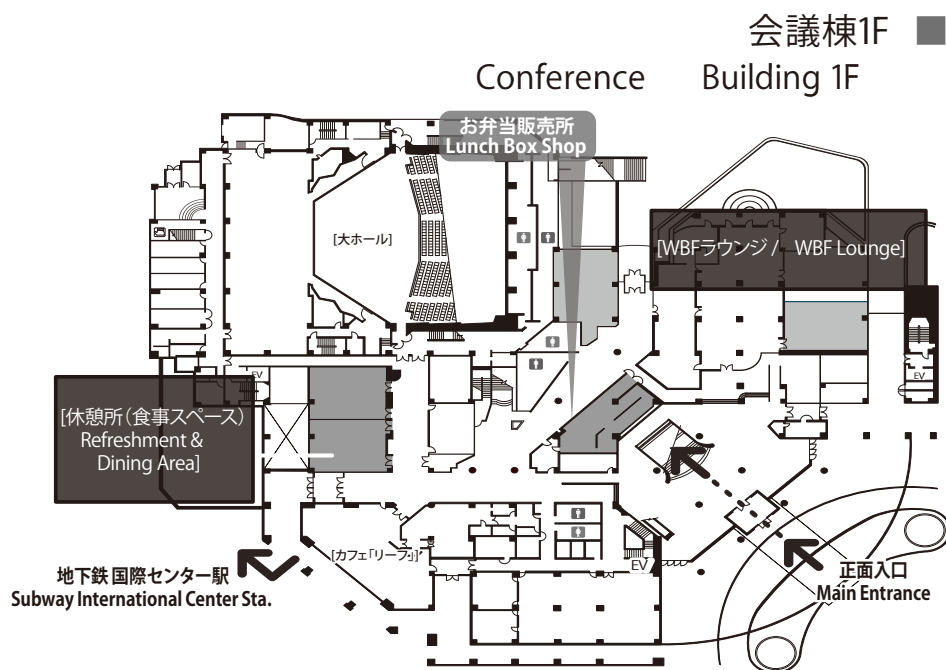 会議棟1F
Conference Building 1F
お弁当販売所
Lunch Box Shop
[大ホール]
[WBFラウンジ / WBF Lounge]
EV
EV
[休憩所（食事スペース）
Refreshment &
Dining Area]
[カフェ「リーフ」]
EV
地下鉄 国際センター駅
Subway International Center Sta.
正面入口
Main Entrance